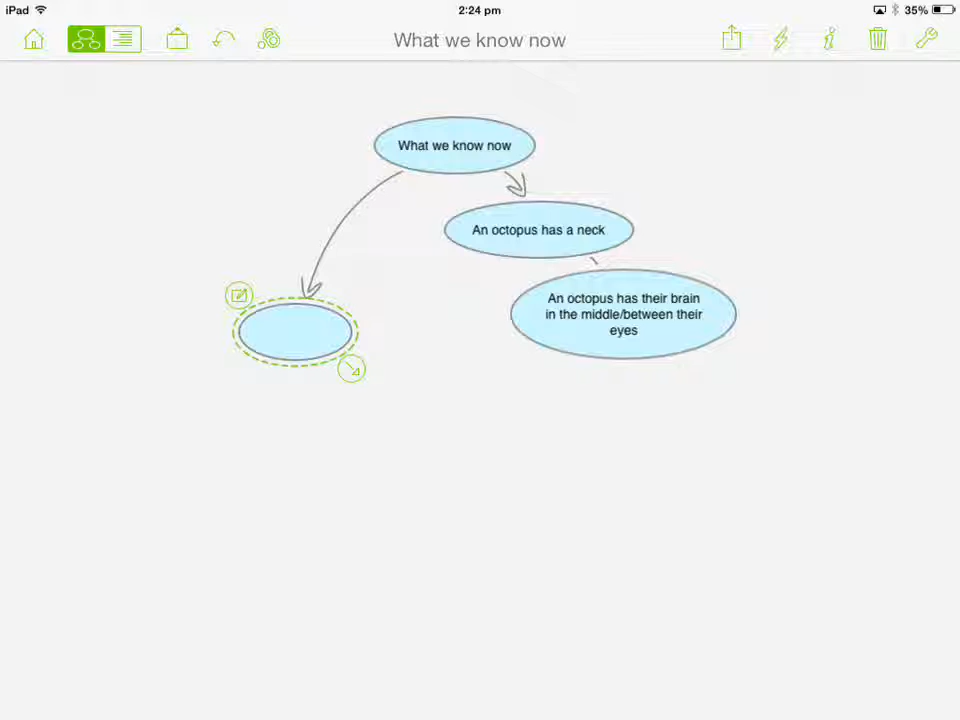 iPad
2:24 pm
35%
What we know now
What we know now
An octopus has a neck
An octopus has their brain
in the middle/between their
eyes